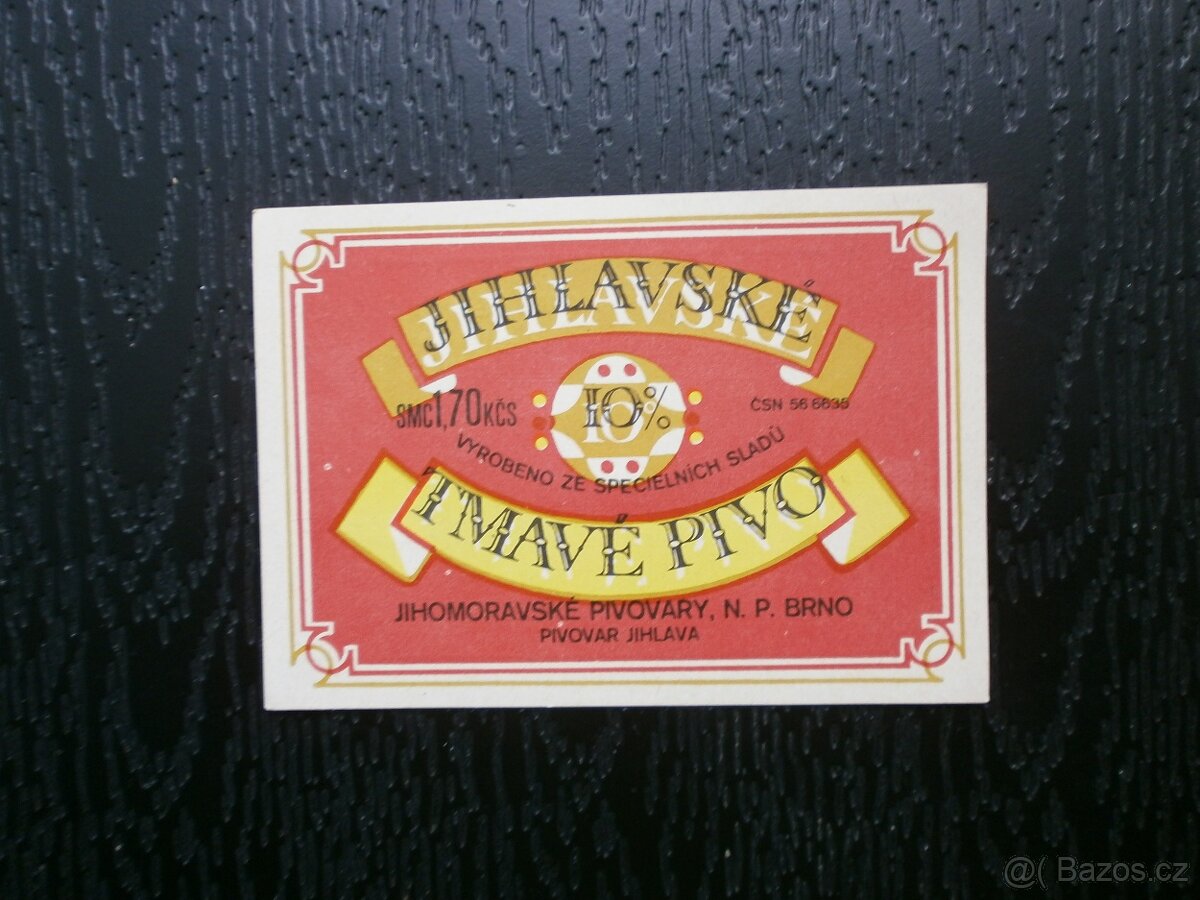 JIHLAVSKÉ
10%
SMC 1,70 KČS
ČSN 56 6635
VYROBENO ZE SPECIELNÍCH SLADŮ
TMAVÉ PIVO
JIHOMORAVSKÉ PIVOVARY, N. P. BRNO
PIVOVAR JIHLAVA
@( Bazos.cz